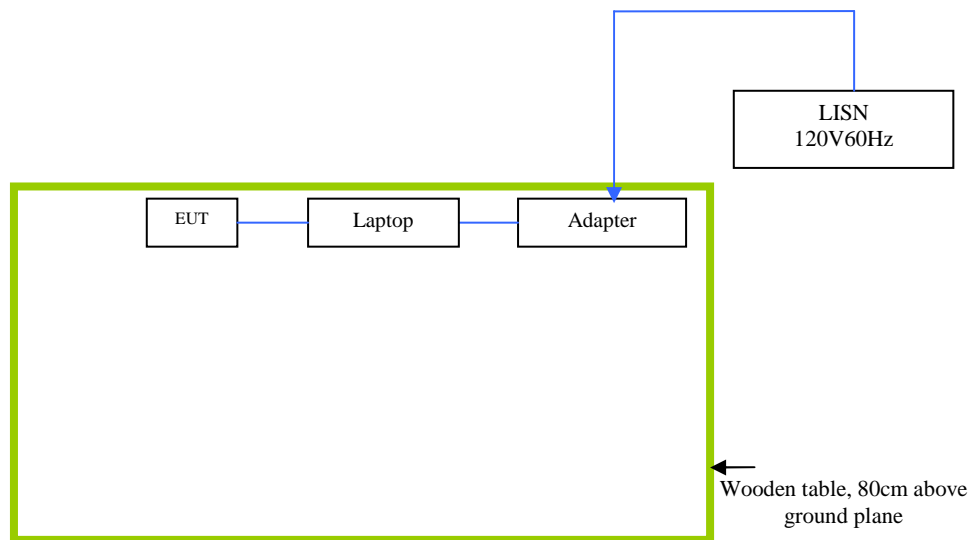 LISN
120V60Hz
EUT
Laptop
Adapter
Wooden table, 80cm above
ground plane